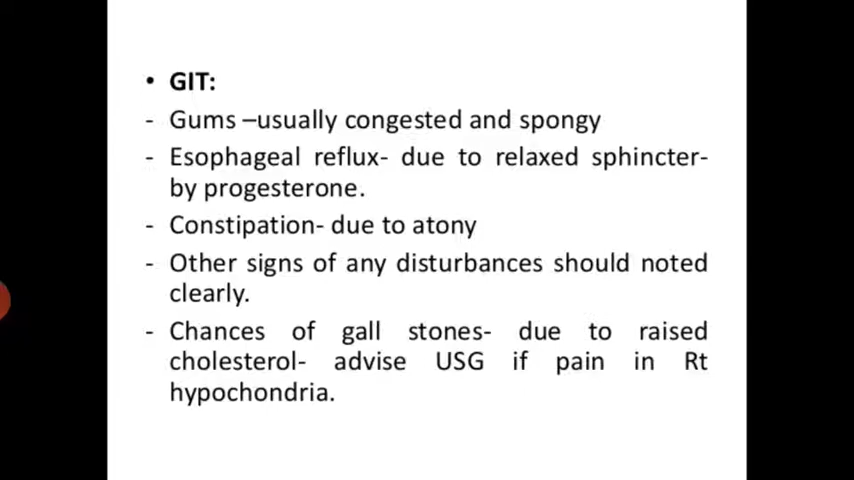 • GIT:
- Gums –usually congested and spongy
- Esophageal reflux- due to relaxed sphincter-
by progesterone.
- Constipation- due to atony
- Other signs of any disturbances should noted
clearly.
- Chances of gall stones- due to raised
cholesterol- advise USG if pain in Rt
hypochondria.